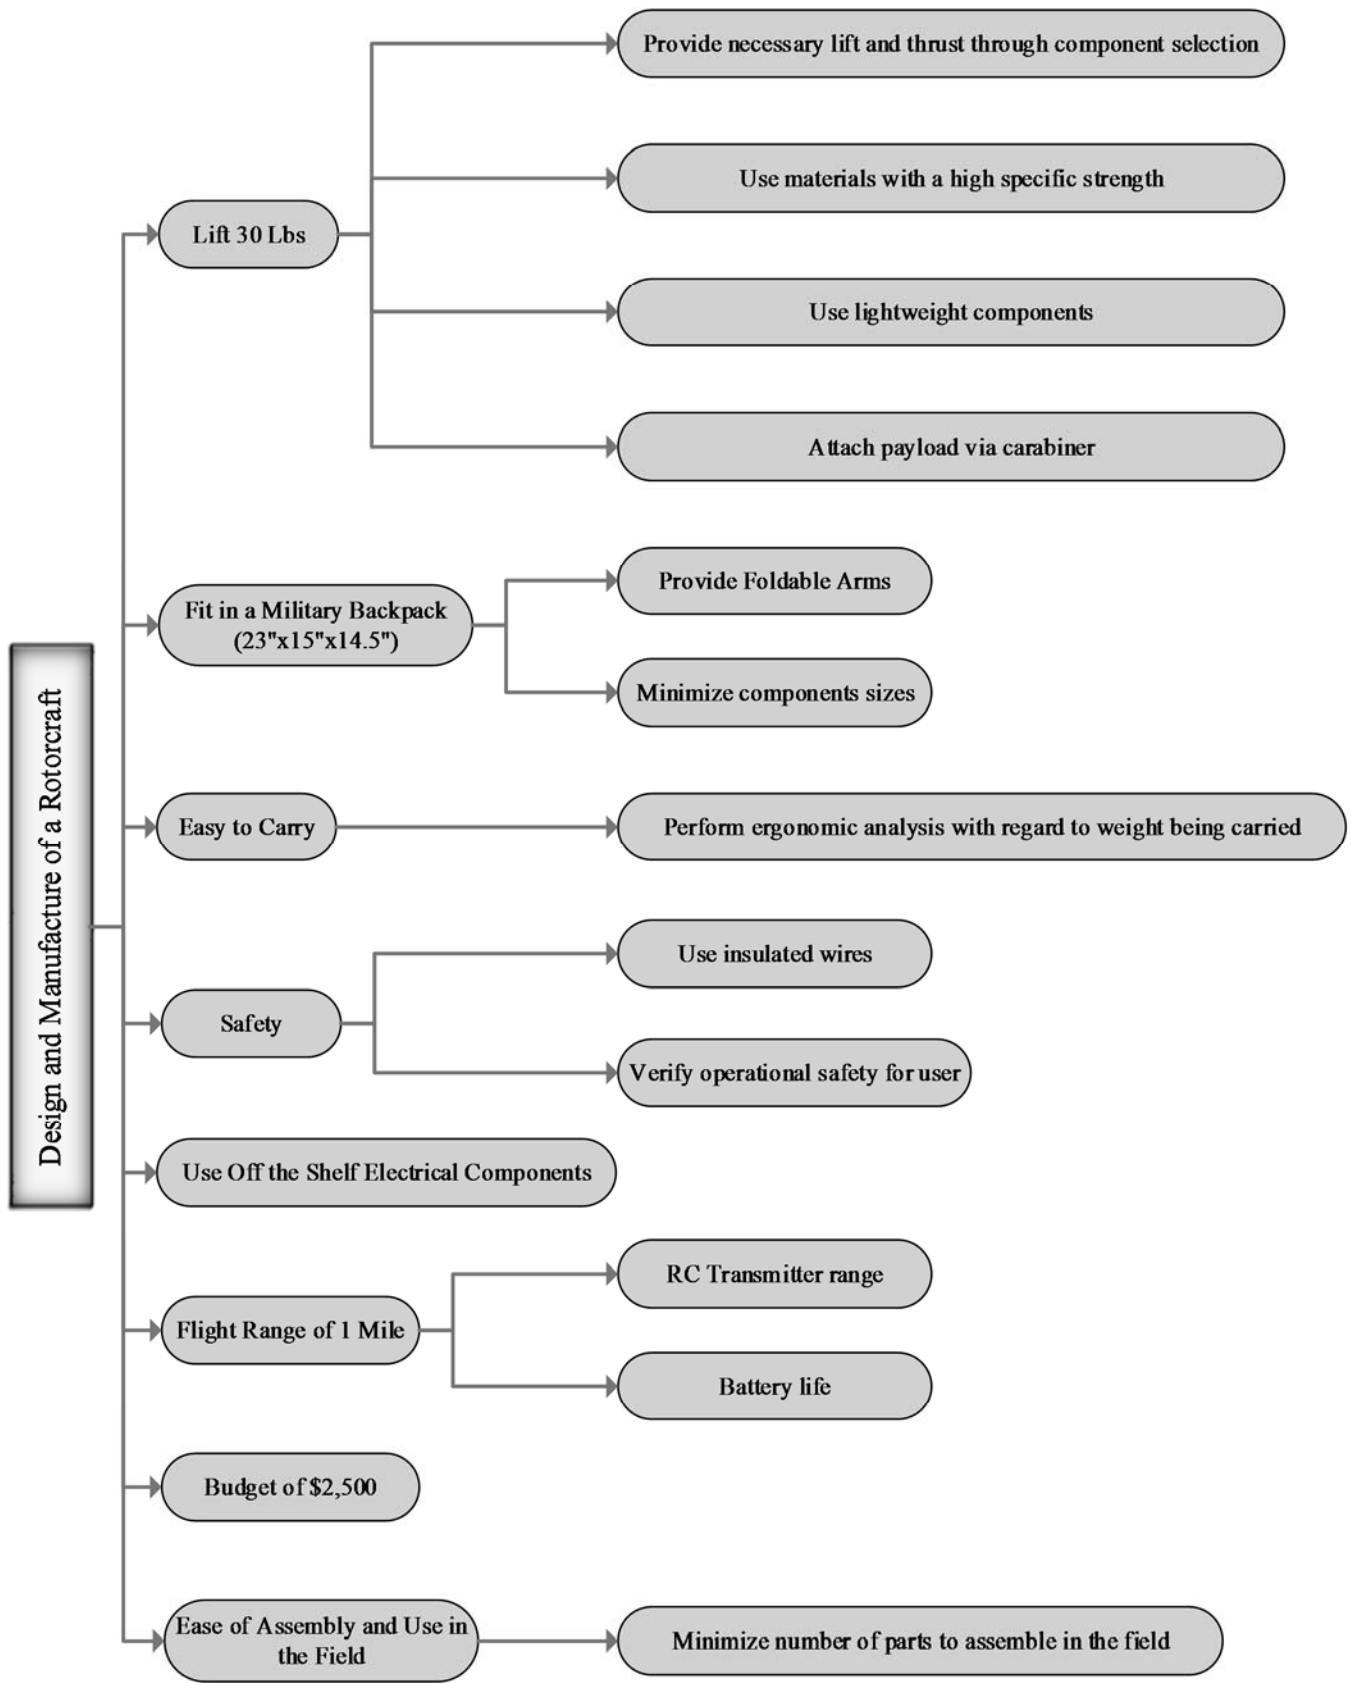 Design and Manufacture of a Rotorcraft
Lift 30 Lbs
Provide necessary lift and thrust through component selection
Use materials with a high specific strength
Use lightweight components
Attach payload via carabiner
Fit in a Military Backpack
(23"x15"x14.5")
Provide Foldable Arms
Minimize components sizes
Easy to Carry
Perform ergonomic analysis with regard to weight being carried
Safety
Use insulated wires
Verify operational safety for user
Use Off the Shelf Electrical Components
Flight Range of 1 Mile
RC Transmitter range
Battery life
Budget of $2,500
Ease of Assembly and Use in
the Field
Minimize number of parts to assemble in the field